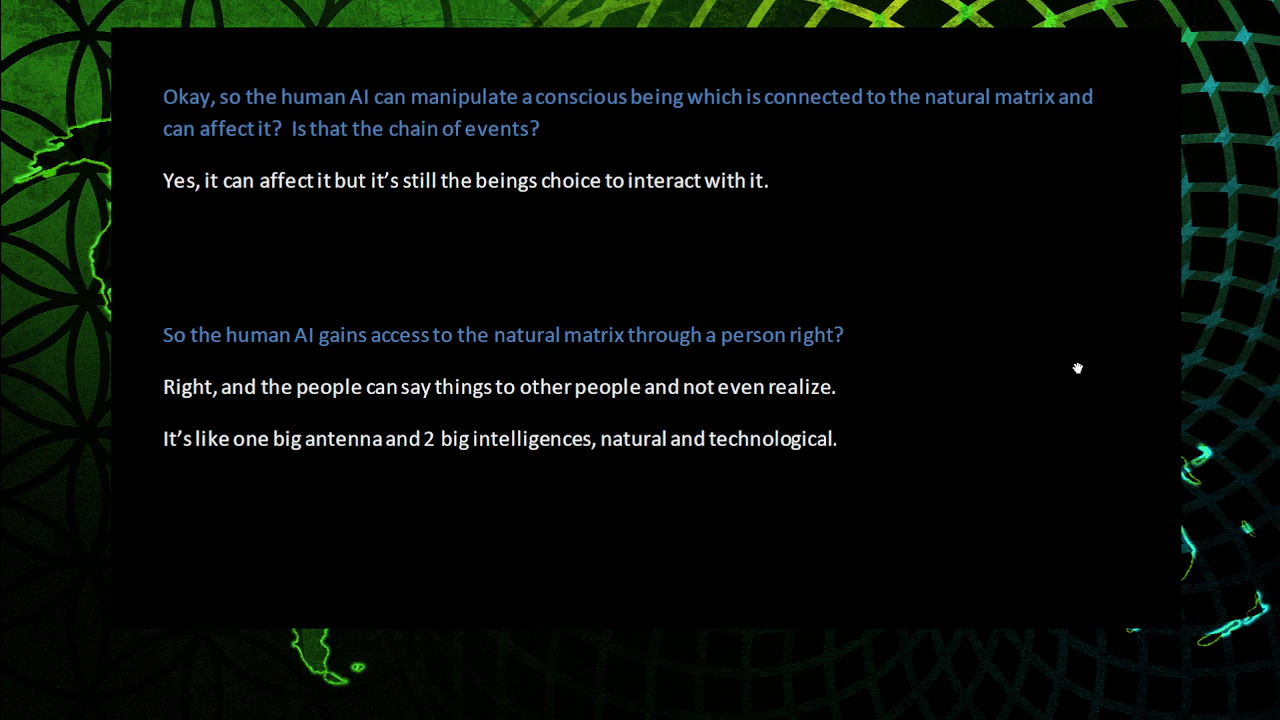 Okay, so the human AI can manipulate a conscious being which is connected to the natural matrix and
can affect it?  Is that the chain of events?
Yes, it can affect it but it’s still the beings choice to interact with it.
So the human AI gains access to the natural matrix through a person right?
Right, and the people can say things to other people and not even realize.
It’s like one big antenna and 2 big intelligences, natural and technological.